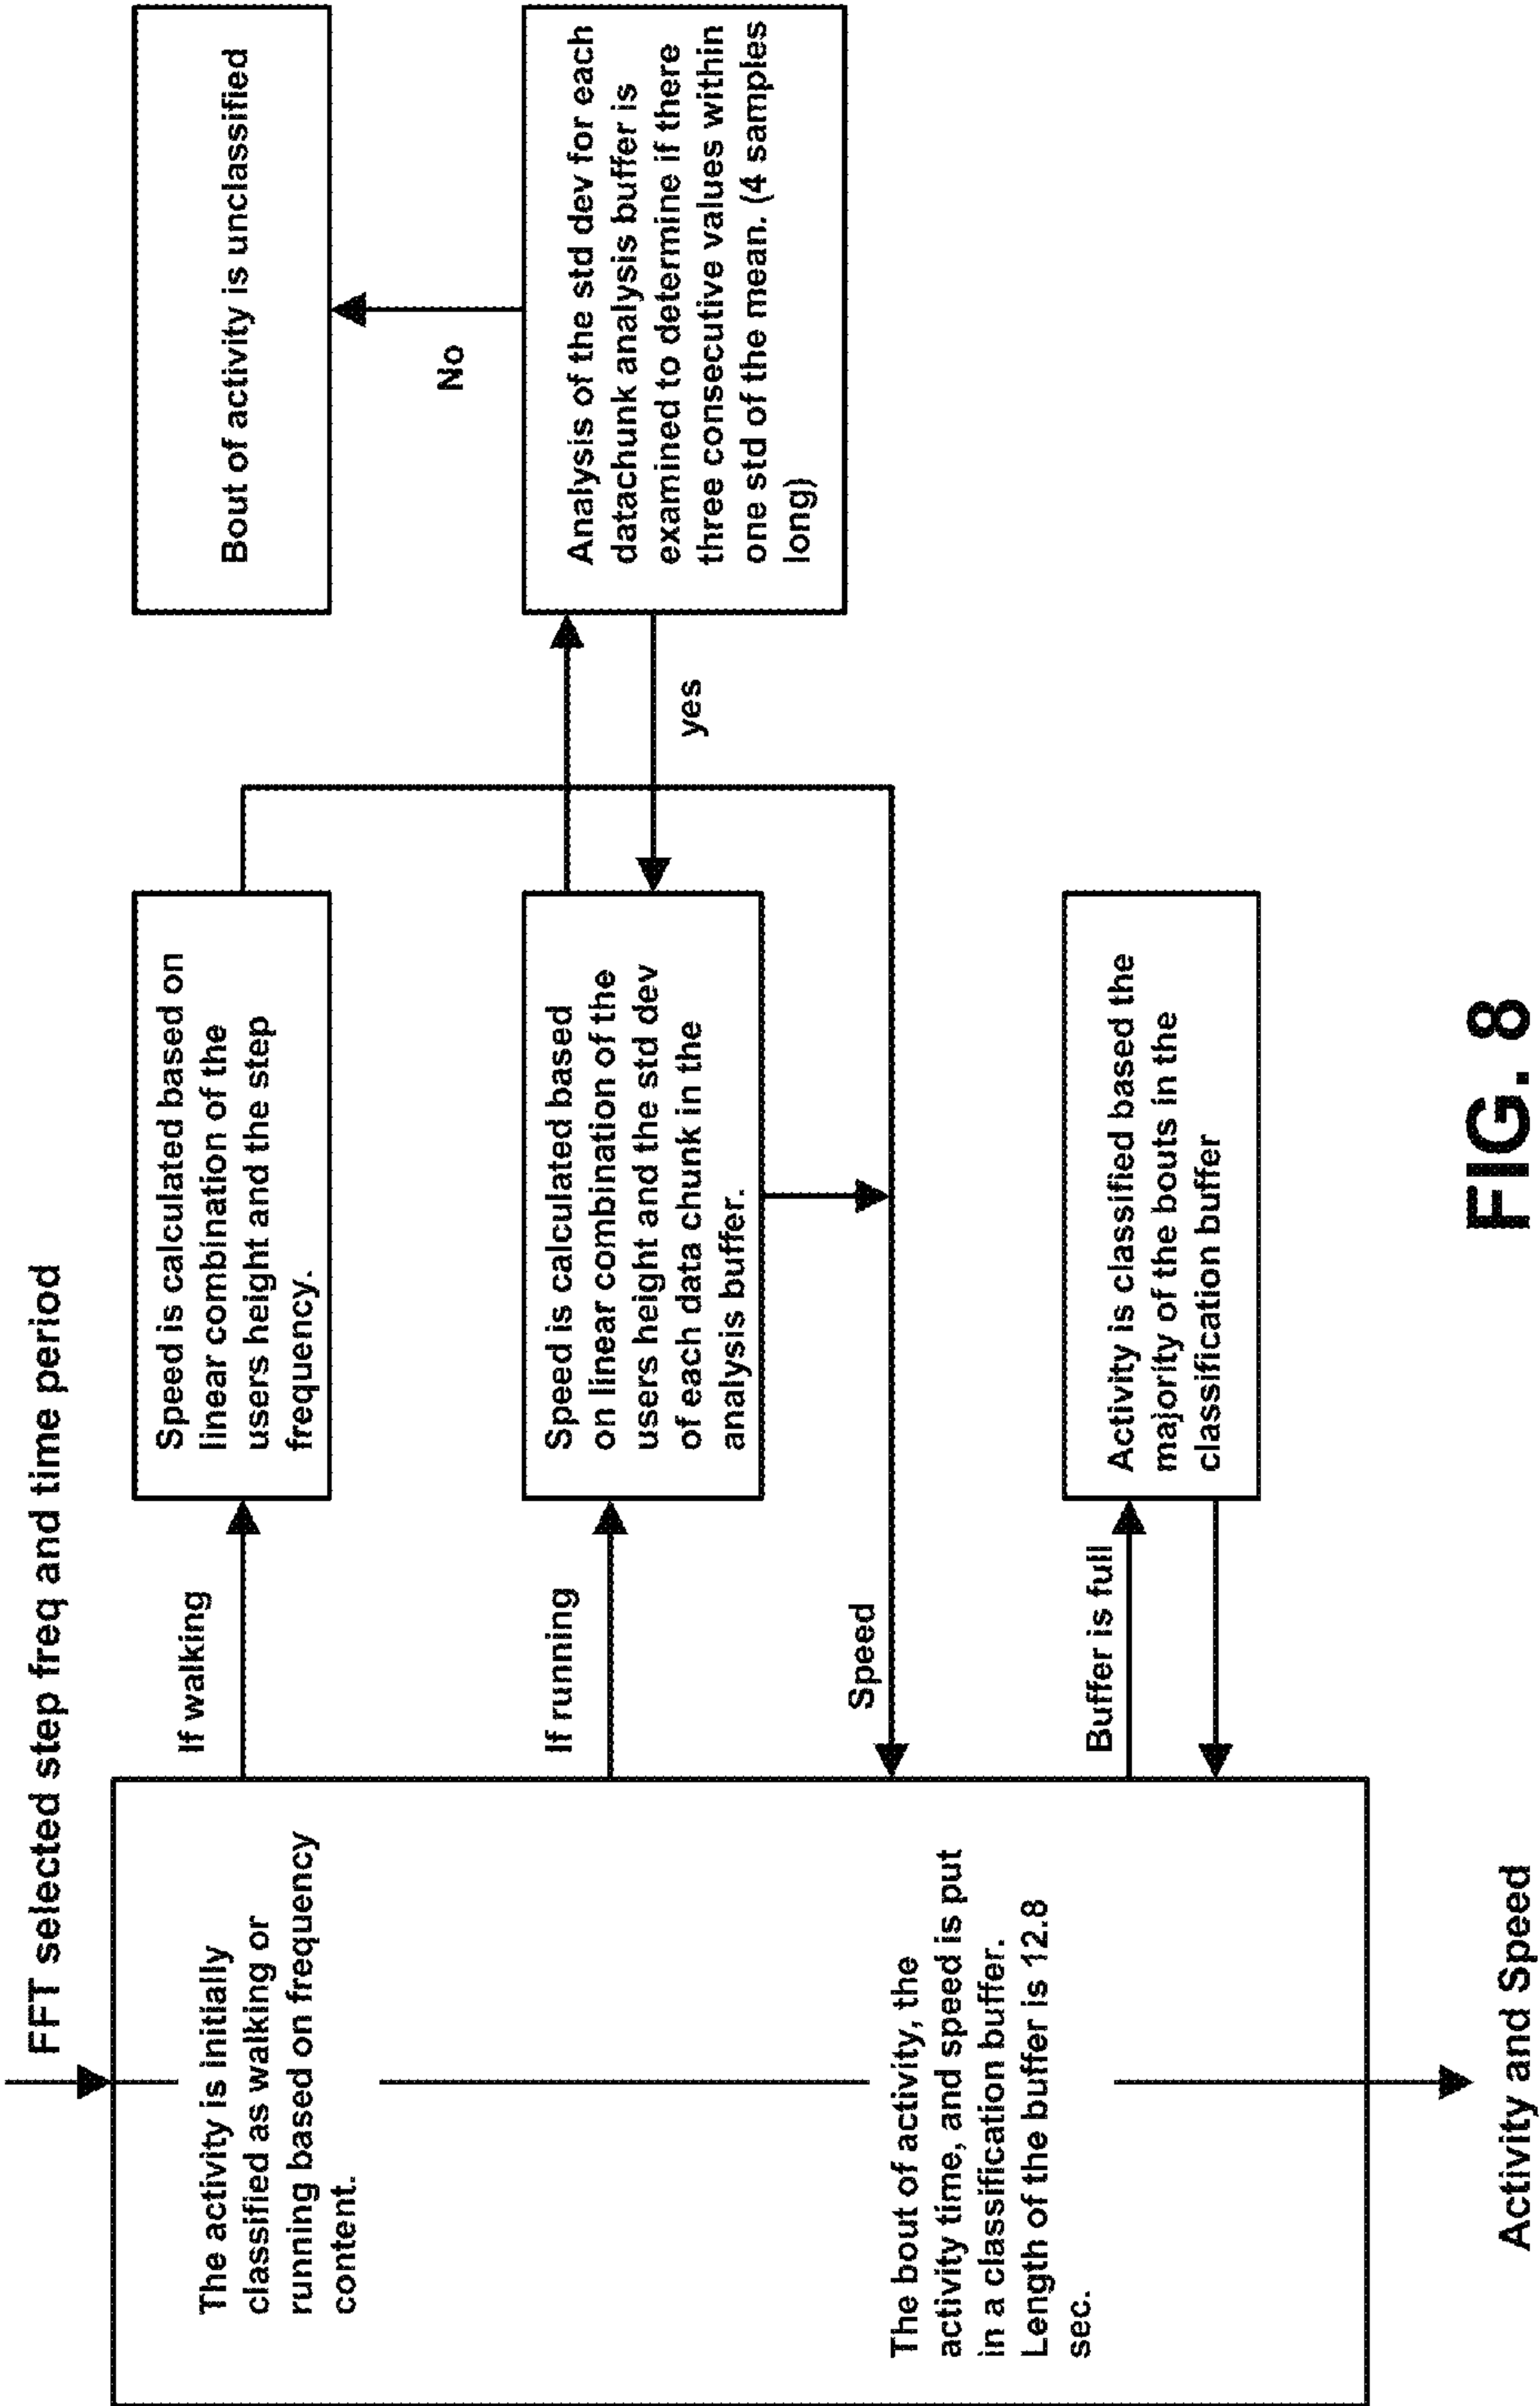 FFT selected step freq and time period
The activity is initially
classified as walking or
running based on frequency
content.
If walking
Speed is calculated based on
linear combination of the
users height and the step
frequency.
If running
Speed is calculated based
on linear combination of the
users height and the std dev
of each data chunk in the
analysis buffer.
yes
Analysis of the std dev for each
datachunk analysis buffer is
examined to determine if there
three consecutive values within
one std of the mean. (4 samples
long)
No
Bout of activity is unclassified
Speed
The bout of activity, the
activity time, and speed is put
in a classification buffer.
Length of the buffer is 12.8
sec.
Buffer is full
Activity is classified based the
majority of the bouts in the
classification buffer
Activity and Speed
FIG. 8